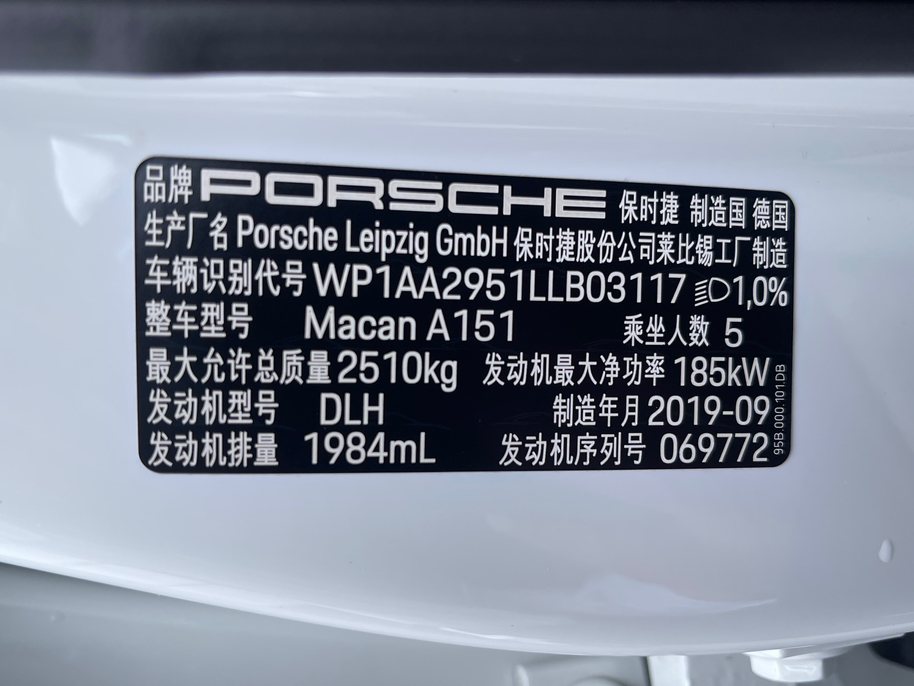 品牌 PORSCHE 保时捷 制造国 德国
生产厂名 Porsche Leipzig GmbH 保时捷股份公司莱比锡工厂制造
车辆识别代号 WP1AA2951LLB03117 1,0%
整车型号 Macan A151 乘坐人数 5
最大允许总质量 2510kg 发动机最大净功率 185kW
发动机型号 DLH 制造年月 2019-09
发动机排量 1984mL 发动机序列号 069772
95B.000.101.DB